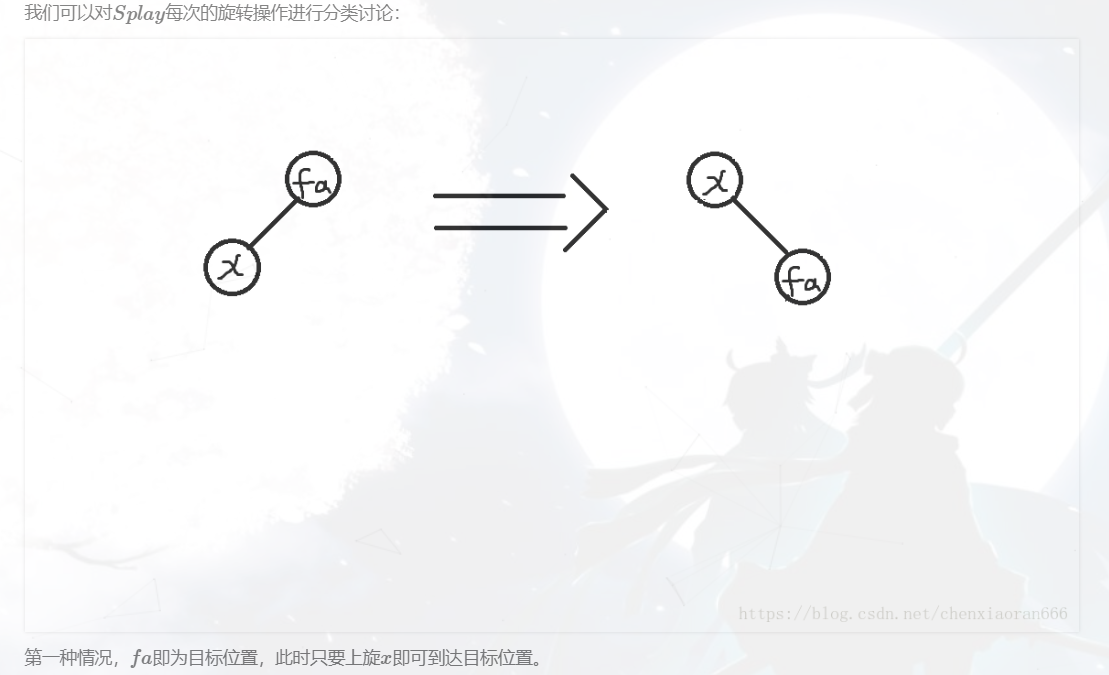 我们可以对Splay每次的旋转操作进行分类讨论：
fa x
x fa
https://blog.csdn.net/chenxiaoran666
第一种情况，fa即为目标位置，此时只要上旋x即可到达目标位置。